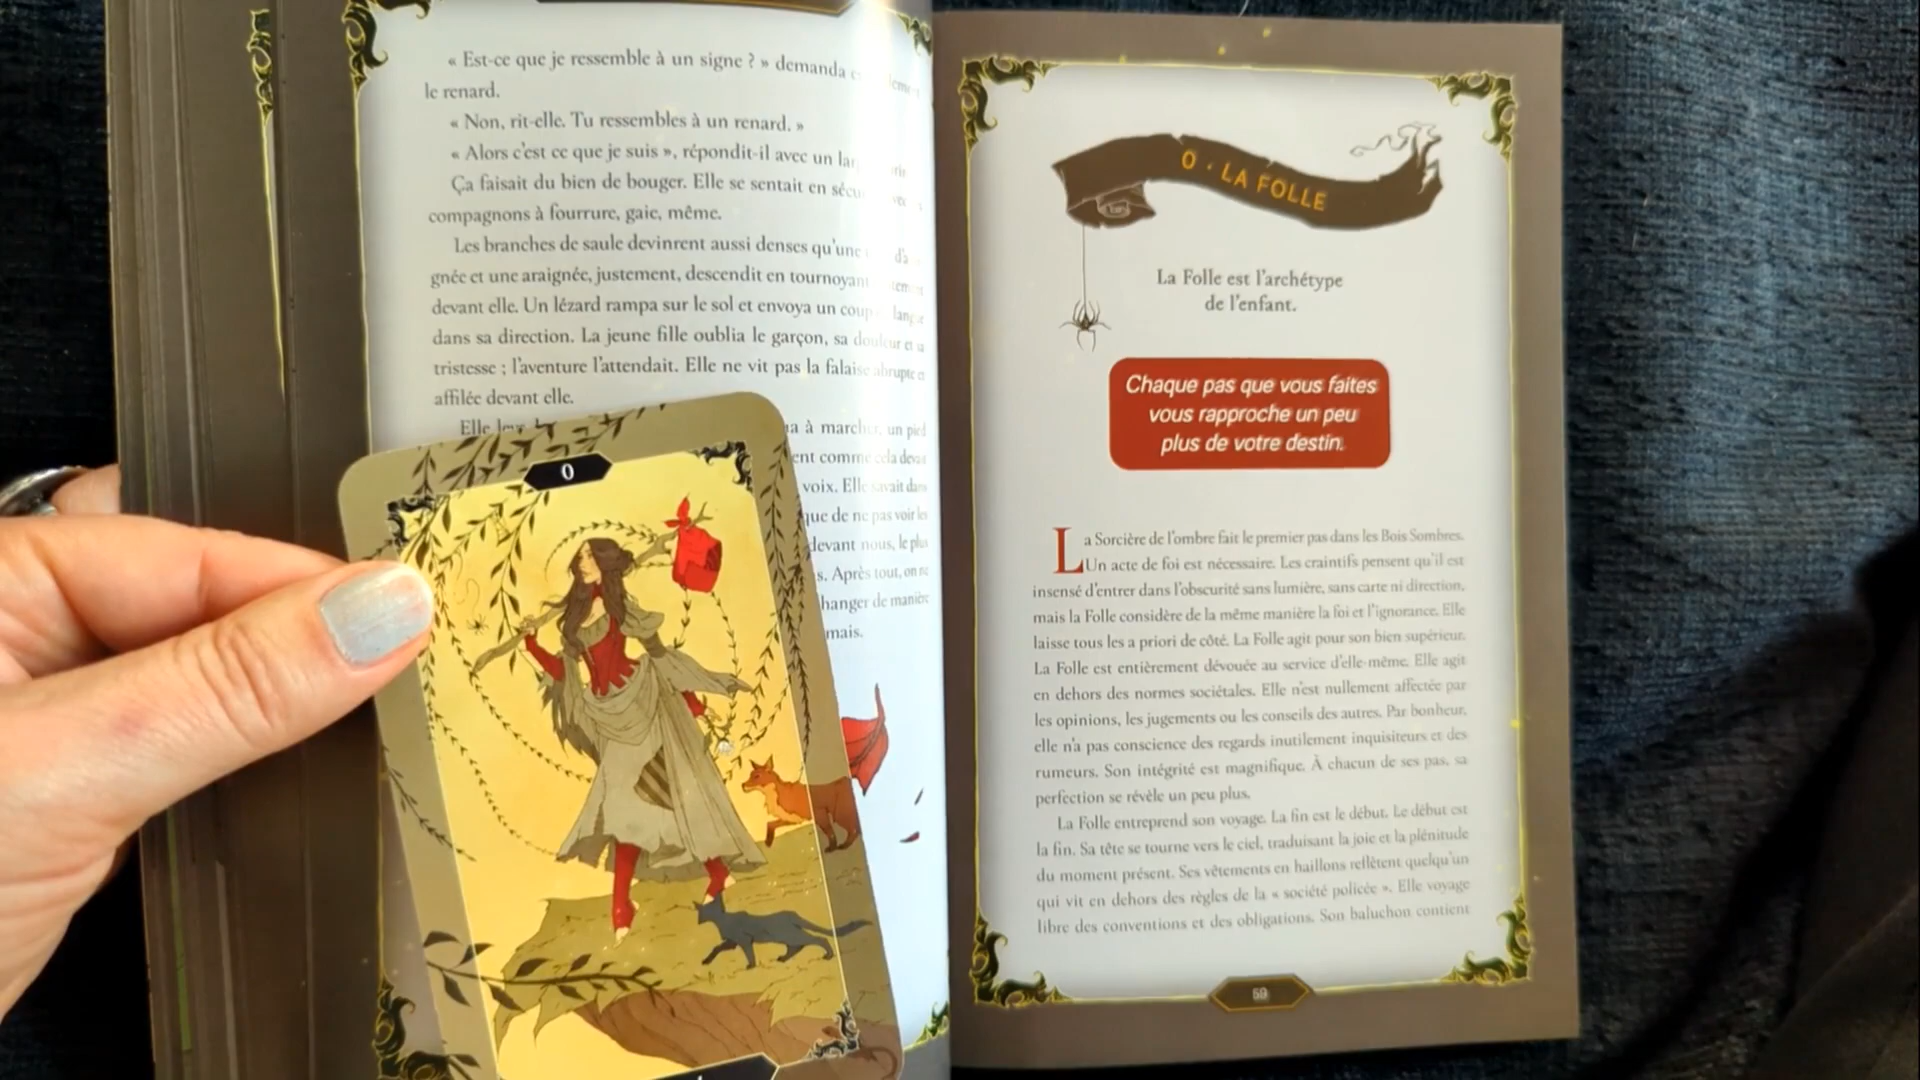 « Est-ce que je ressemble à un signe ? » demanda
le renard.
« Non, rit-elle. Tu ressembles à un renard. »
« Alors c'est ce que je suis », répondit-il avec un
Ça faisait du bien de bouger. Elle se sentait en
compagnons à fourrure, gaie, même.
Les branches de saule devinrent aussi denses qu'une
gnée et une araignée, justement, descendit en tournoyant
devant elle. Un lézard rampa sur le sol et envoya un coup
dans sa direction. La jeune fille oublia le garçon, sa douleur et sa
tristesse ; l'aventure l'attendait. Elle ne vit pas la falaise abrupte et
affilée devant elle.
Elle à marcher, un pied
comme cela
voix. Elle savait dans
que de ne pas voir les
devant nous, le plus
Après tout, on ne
manière
mais.
0
0 · LA FOLLE
La Folle est l'archétype
de l'enfant.
Chaque pas que vous faites
vous rapproche un peu
plus de votre destin.
La Sorcière de l'ombre fait le premier pas dans les Bois Sombres.
Un acte de foi est nécessaire. Les craintifs pensent qu'il est
insensé d'entrer dans l'obscurité sans lumière, sans carte ni direction,
mais la Folle considère de la même manière la foi et l'ignorance. Elle
laisse tous les a priori de côté. La Folle agit pour son bien supérieur.
La Folle est entièrement dévouée au service d'elle-même. Elle agit
en dehors des normes sociétales. Elle n'est nullement affectée par
les opinions, les jugements ou les conseils des autres. Par bonheur,
elle n'a pas conscience des regards inutilement inquisiteurs et des
rumeurs. Son intégrité est magnifique. À chacun de ses pas, sa
perfection se révèle un peu plus.
La Folle entreprend son voyage. La fin est le début. Le début est
la fin. Sa tête se tourne vers le ciel, traduisant la joie et la plénitude
du moment présent. Ses vêtements en haillons reflètent quelqu'un
qui vit en dehors des règles de la « société policée ». Elle voyage
libre des conventions et des obligations. Son baluchon contient
59